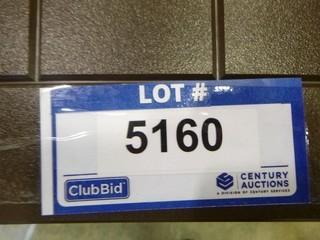 LOT #
5160
ClubBid
CENTURY
AUCTIONS
A DIVISION OF CENTURY SERVICES